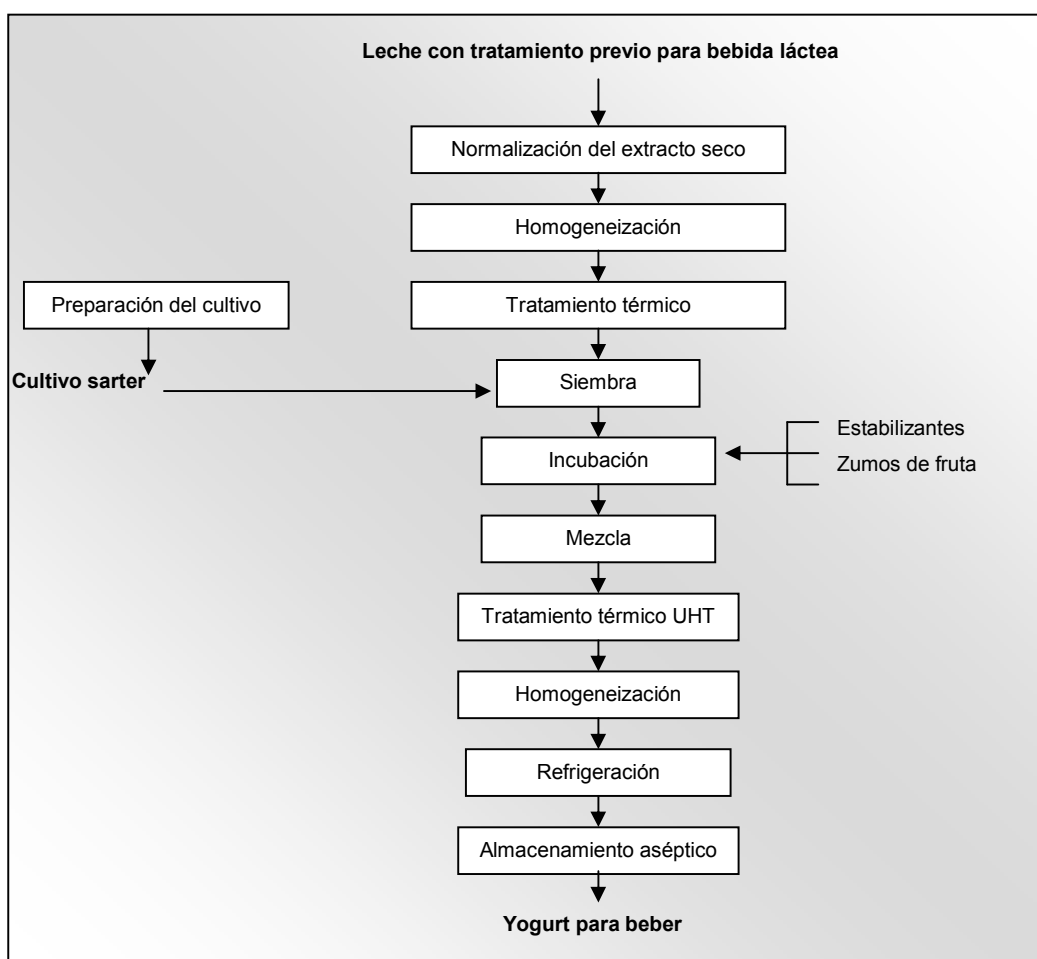 Leche con tratamiento previo para bebida láctea
Normalización del extracto seco
Homogeneización
Preparación del cultivo
Tratamiento térmico
Cultivo sarter
Siembra
Estabilizantes
Incubación
Zumos de fruta
Mezcla
Tratamiento térmico UHT
Homogeneización
Refrigeración
Almacenamiento aséptico
Yogurt para beber